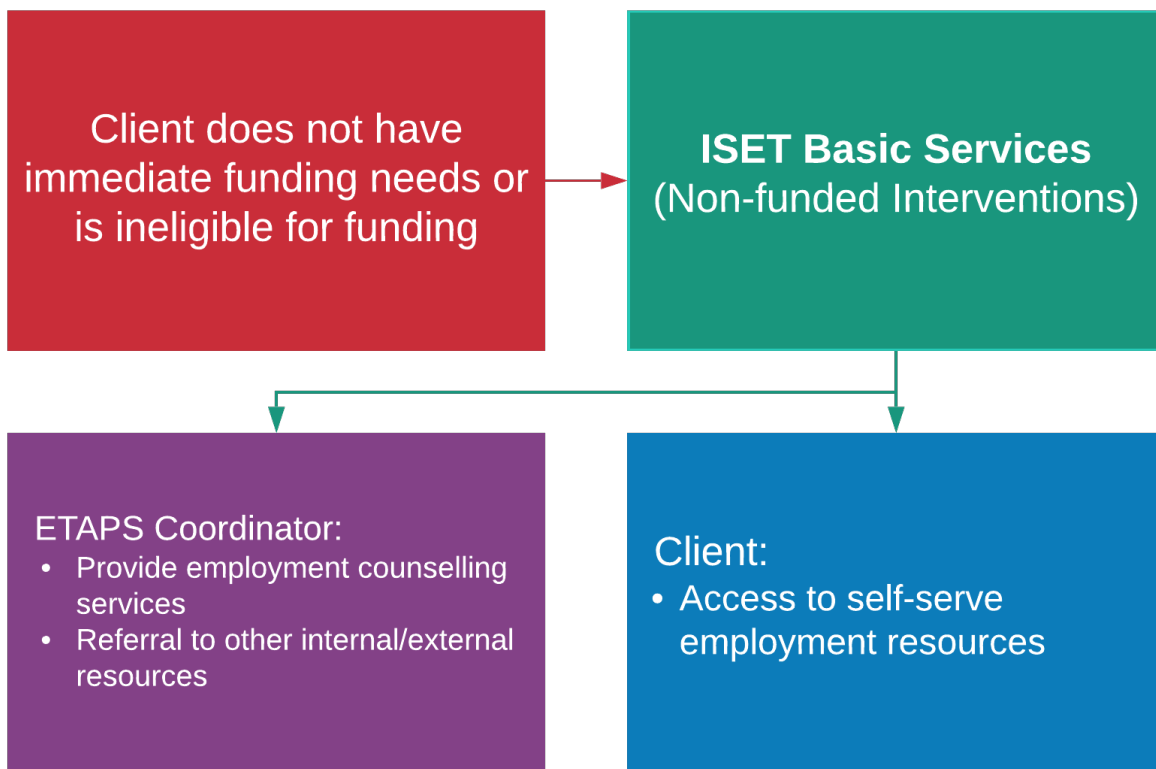 Client does not have
immediate funding needs or
is ineligible for funding
ISET Basic Services
(Non-funded Interventions)
ETAPS Coordinator:
• Provide employment counselling
services
• Referral to other internal/external
resources
Client:
• Access to self-serve
employment resources